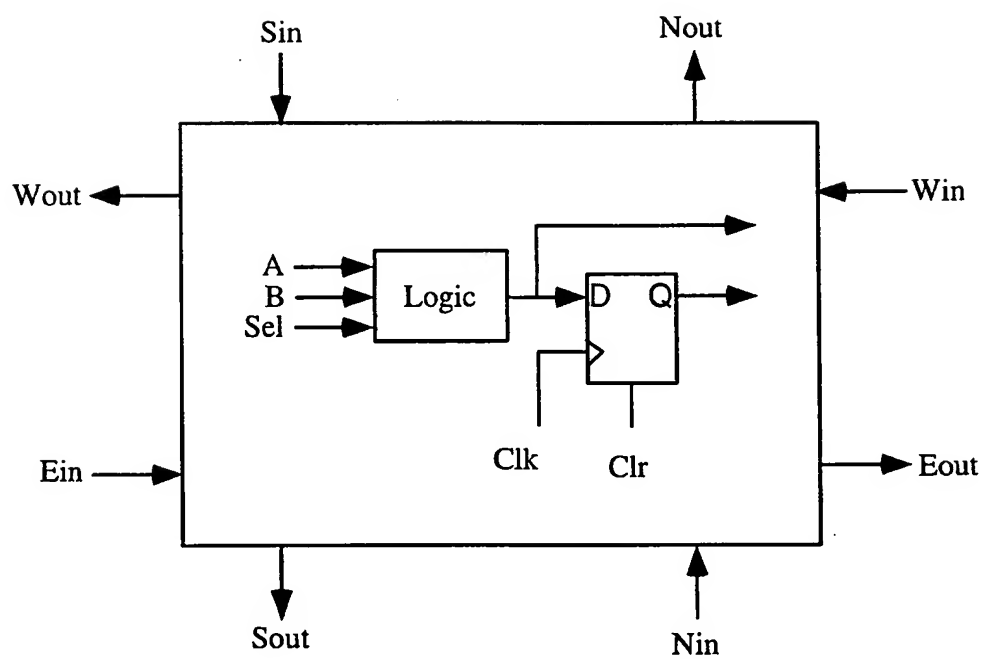 Sin
Nout
Wout
Win
A
B
Sel
Logic
D Q
Clk
Clr
Ein
Eout
Sout
Nin